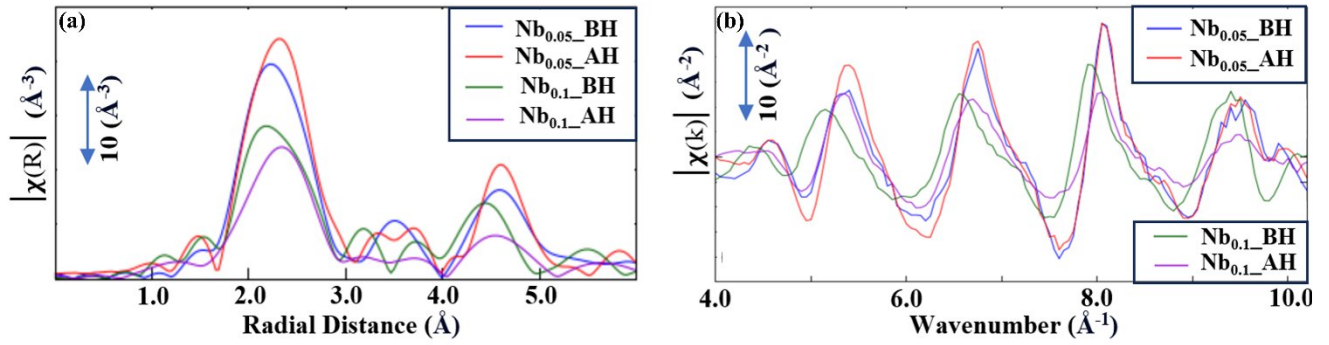 (a)
|χ(R)| (Å⁻³)
10 (Å⁻³)
Nb₀.₀₅_BH
Nb₀.₀₅_AH
Nb₀.₁_BH
Nb₀.₁_AH
1.0 2.0 3.0 4.0 5.0
Radial Distance (Å)
(b)
|χ(k)| (Å⁻²)
10 (Å⁻²)
Nb₀.₀₅_BH
Nb₀.₀₅_AH
Nb₀.₁_BH
Nb₀.₁_AH
4.0 6.0 8.0 10.0
Wavenumber (Å⁻¹)